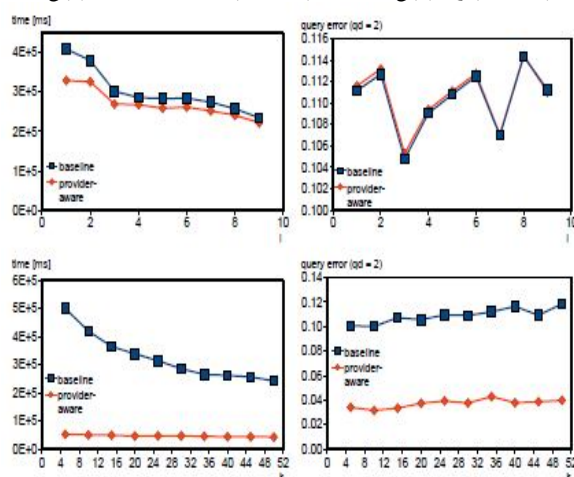 time [ms]
4E+5
3E+5
2E+5
1E+5
0E+0
0 2 4 6 8 10
l
baseline
provider-
aware
query error (qd = 2)
0.116
0.114
0.112
0.110
0.108
0.106
0.104
0.102
0.100
0 2 4 6 8 10
l
baseline
provider-
aware
time [ms]
6E+5
5E+5
4E+5
3E+5
2E+5
1E+5
0E+0
0 4 8 12 16 20 24 28 32 36 40 44 48 52
baseline
provider-
aware
query error (qd = 2)
0.14
0.12
0.10
0.08
0.06
0.04
0.02
0.00
0 4 8 12 16 20 24 28 32 36 40 44 48 52
baseline
provider-
aware